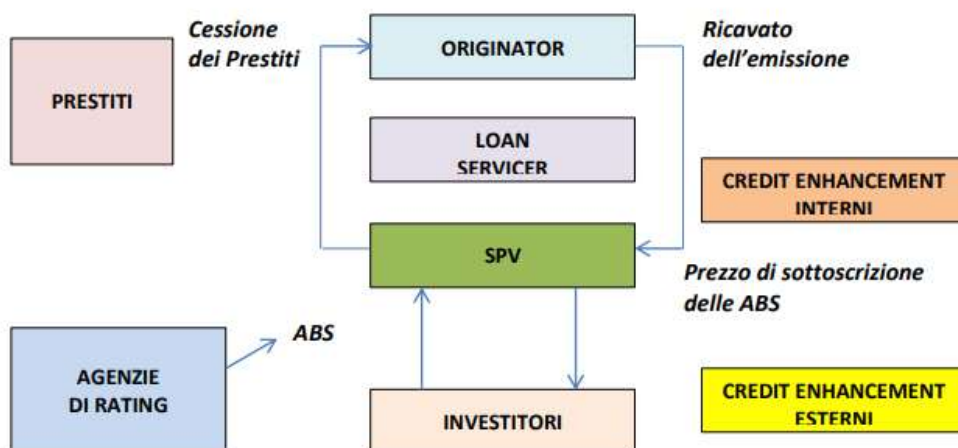 Cessione
dei Prestiti
ORIGINATOR
Ricavato
dell’emissione
PRESTITI
LOAN
SERVICER
CREDIT ENHANCEMENT
INTERNI
SPV
Prezzo di sottoscrizione
delle ABS
ABS
AGENZIE
DI RATING
CREDIT ENHANCEMENT
ESTERNI
INVESTITORI